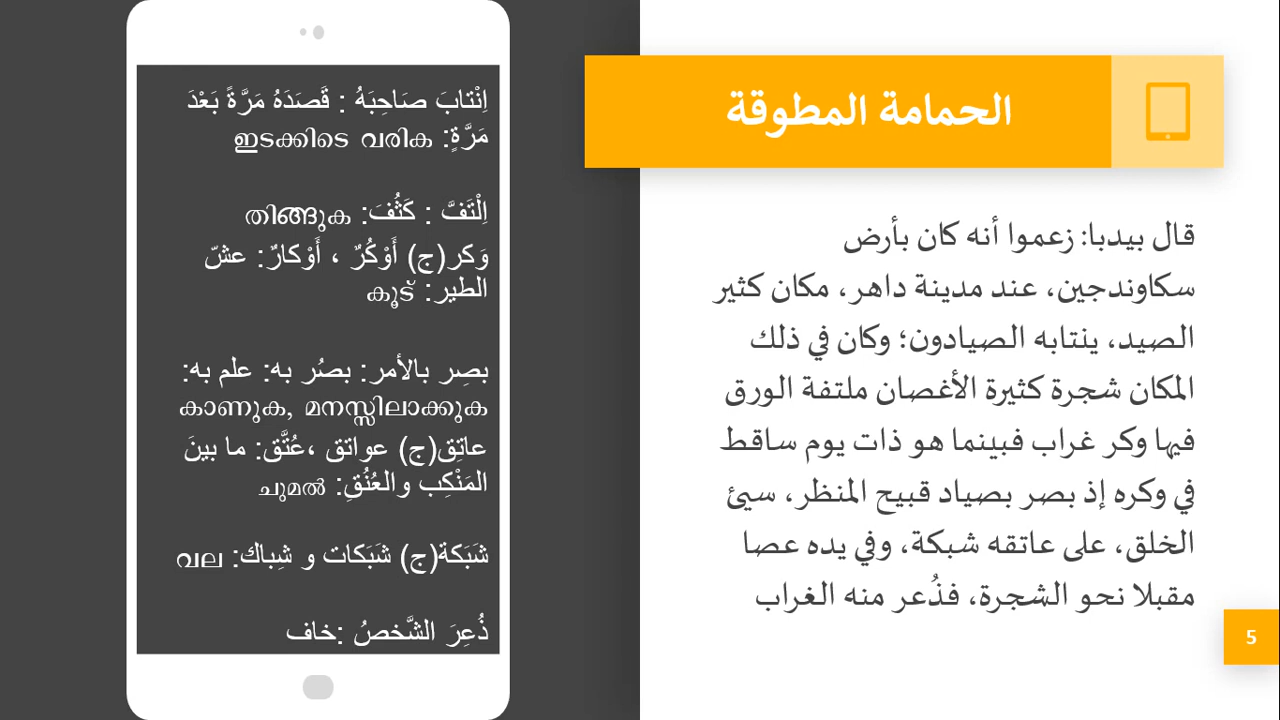 الحمامة المطوقة
قال بيدبا: زعموا أنه كان بأرض
سكاوندجين، عند مدينة داهر، مكان كثير
الصيد، ينتابه الصيادون؛ وكان في ذلك
المكان شجرة كثيرة الأغصان ملتفة الورق
فيها وكر غراب فبينما هو ذات يوم ساقط
في وكره إذ بصر بصياد قبيح المنظر، سيئ
الخلق، على عاتقه شبكة، وفي يده عصا
مقبلا نحو الشجرة، فذُعر منه الغراب
اِنْتابَ صَاحِبَهُ : قَصَدَهُ مَرَّةً بَعْدَ
مَرَّةٍ: ഇടക്കിടെ വരിക
اِلْتَفَّ : كَثُفَ: തിങ്ങുക
وَكر(ج) أَوْكُرٌ ، أَوْكارٌ: عشّ
الطير: കൂട്
بصِر بالأمر: بصُر به: علم به:
കാണുക, മനസ്സിലാക്കുക
عاتِق(ج) عواتق ،عُتَّق: ما بينَ
المَنْكِب والعُنُقِ: ചുമൽ
شَبَكة(ج) شَبَكات و شِباك: വല
ذُعِرَ الشَّخصُ :خاف
5